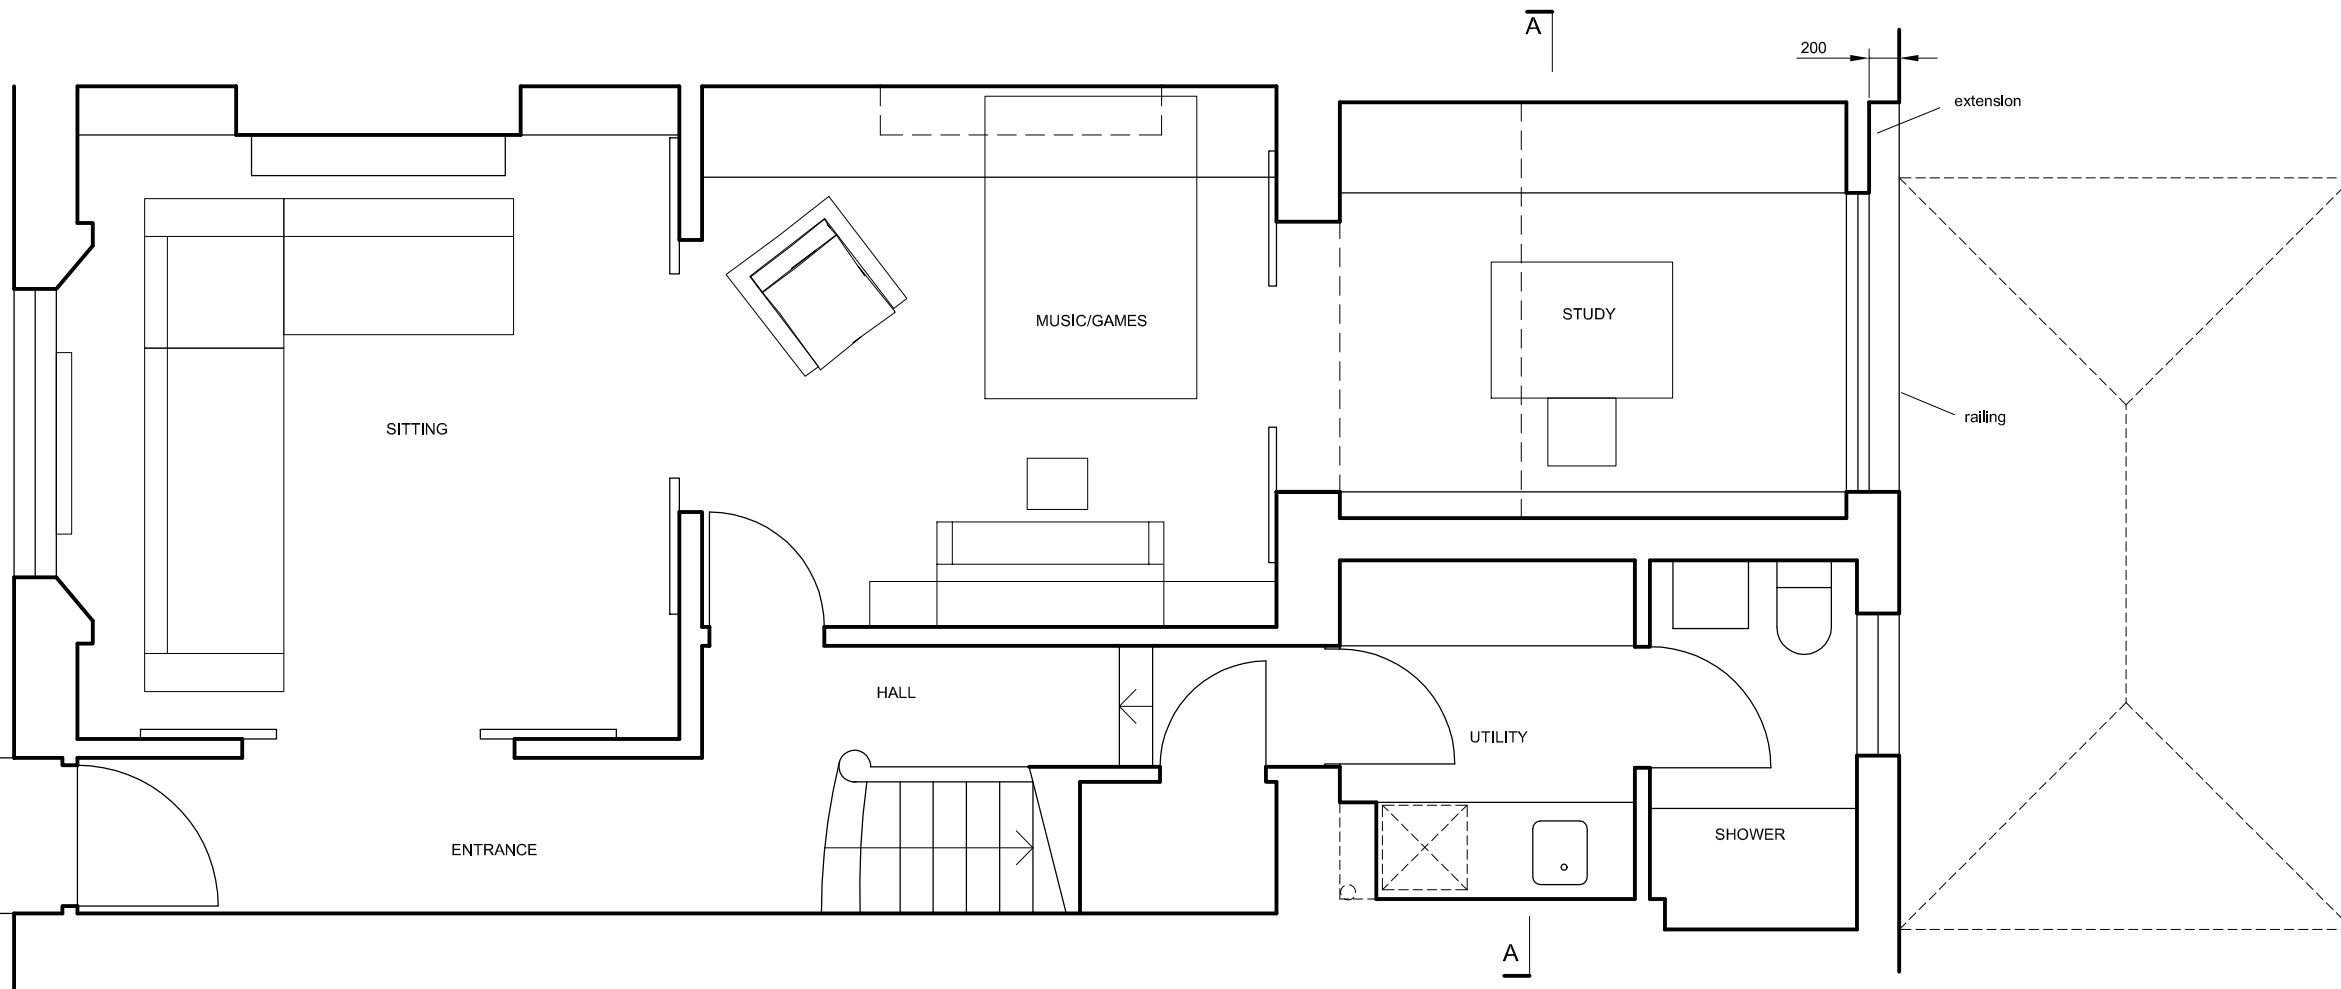 A
200
extension
railing
STUDY
MUSIC/GAMES
SITTING
HALL
UTILITY
SHOWER
ENTRANCE
A